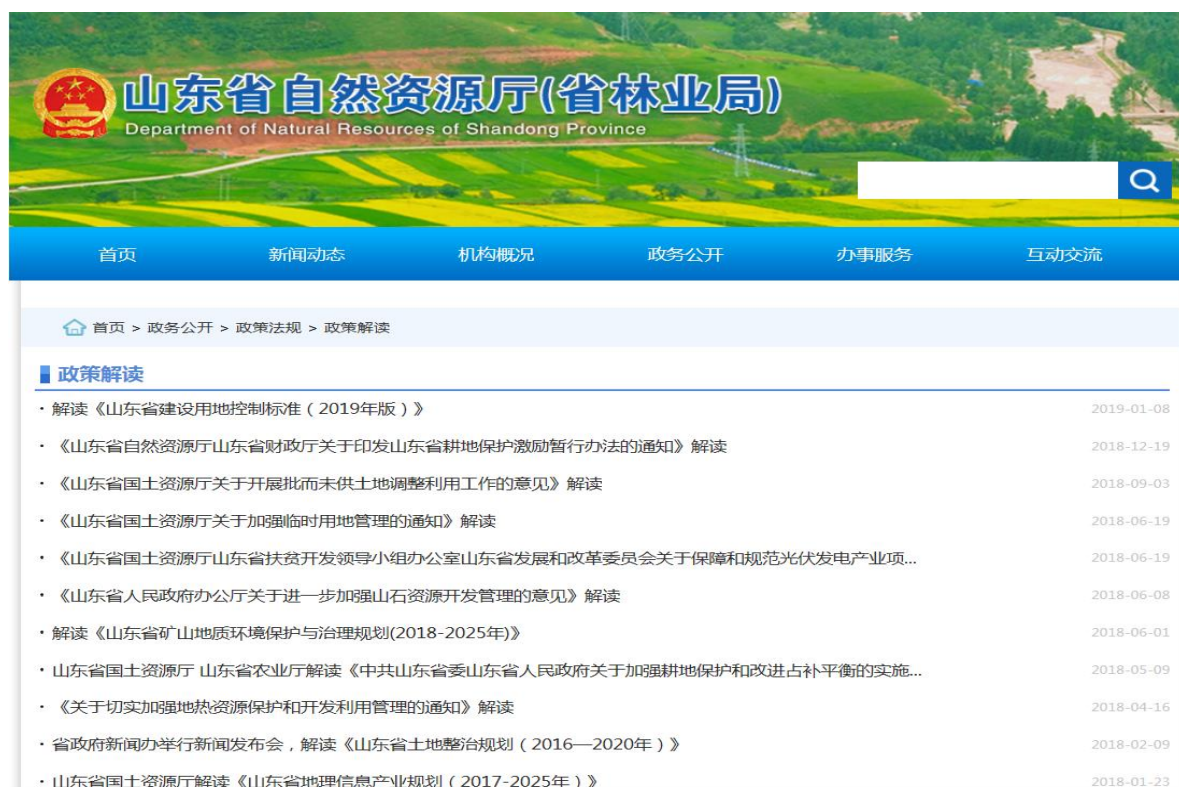 山东省自然资源厅(省林业局)
Department of Natural Resources of Shandong Province
首页 新闻动态 机构概况 政务公开 办事服务 互动交流
首页 > 政务公开 > 政策法规 > 政策解读
政策解读
· 解读《山东省建设用地控制标准（2019年版）》 2019-01-08
· 《山东省自然资源厅山东省财政厅关于印发山东省耕地保护激励暂行办法的通知》解读 2018-12-19
· 《山东省国土资源厅关于开展批而未供土地调整利用工作的意见》解读 2018-09-03
· 《山东省国土资源厅关于加强临时用地管理的通知》解读 2018-06-19
· 《山东省国土资源厅山东省扶贫开发领导小组办公室山东省发展和改革委员会关于保障和规范光伏发电产业项... 2018-06-19
· 《山东省人民政府办公厅关于进一步加强山石资源开发管理的意见》解读 2018-06-08
· 解读《山东省矿山地质环境保护与治理规划(2018-2025年)》 2018-06-01
· 山东省国土资源厅 山东省农业厅解读《中共山东省委山东省人民政府关于加强耕地保护和改进占补平衡的实施... 2018-05-09
· 《关于切实加强地热资源保护和开发利用管理的通知》解读 2018-04-16
· 省政府新闻办举行新闻发布会，解读《山东省土地整治规划（2016—2020年）》 2018-02-09
· 山东省国土资源厅解读《山东省地理信息产业规划（2017-2025年）》 2018-01-23